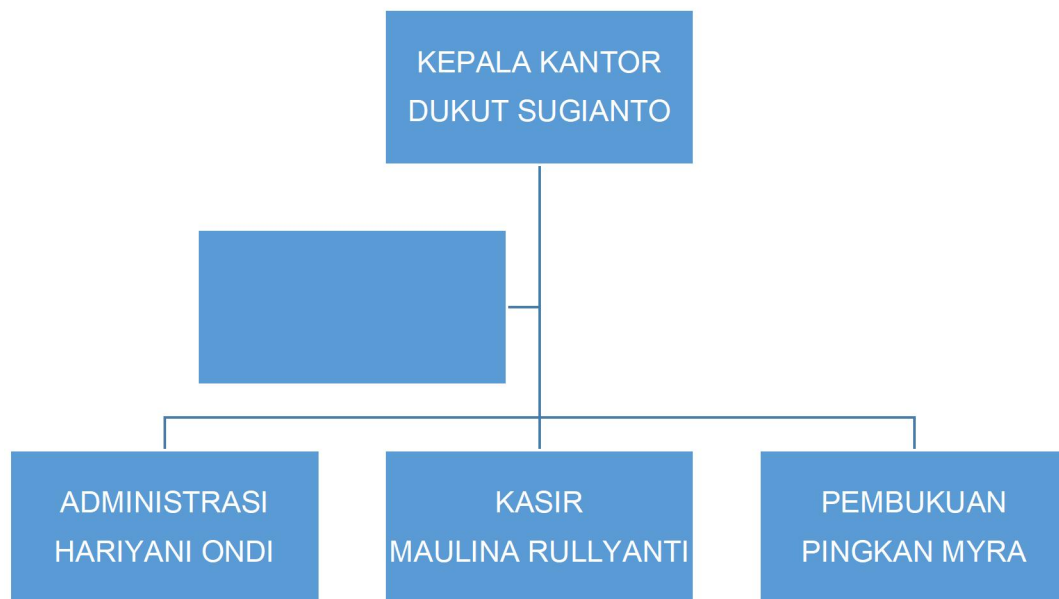 KEPALA KANTOR
DUKUT SUGIANTO
ADMINISTRASI
HARIYANI ONDI
KASIR
MAULINA RULLYANTI
PEMBUKUAN
PINGKAN MYRA